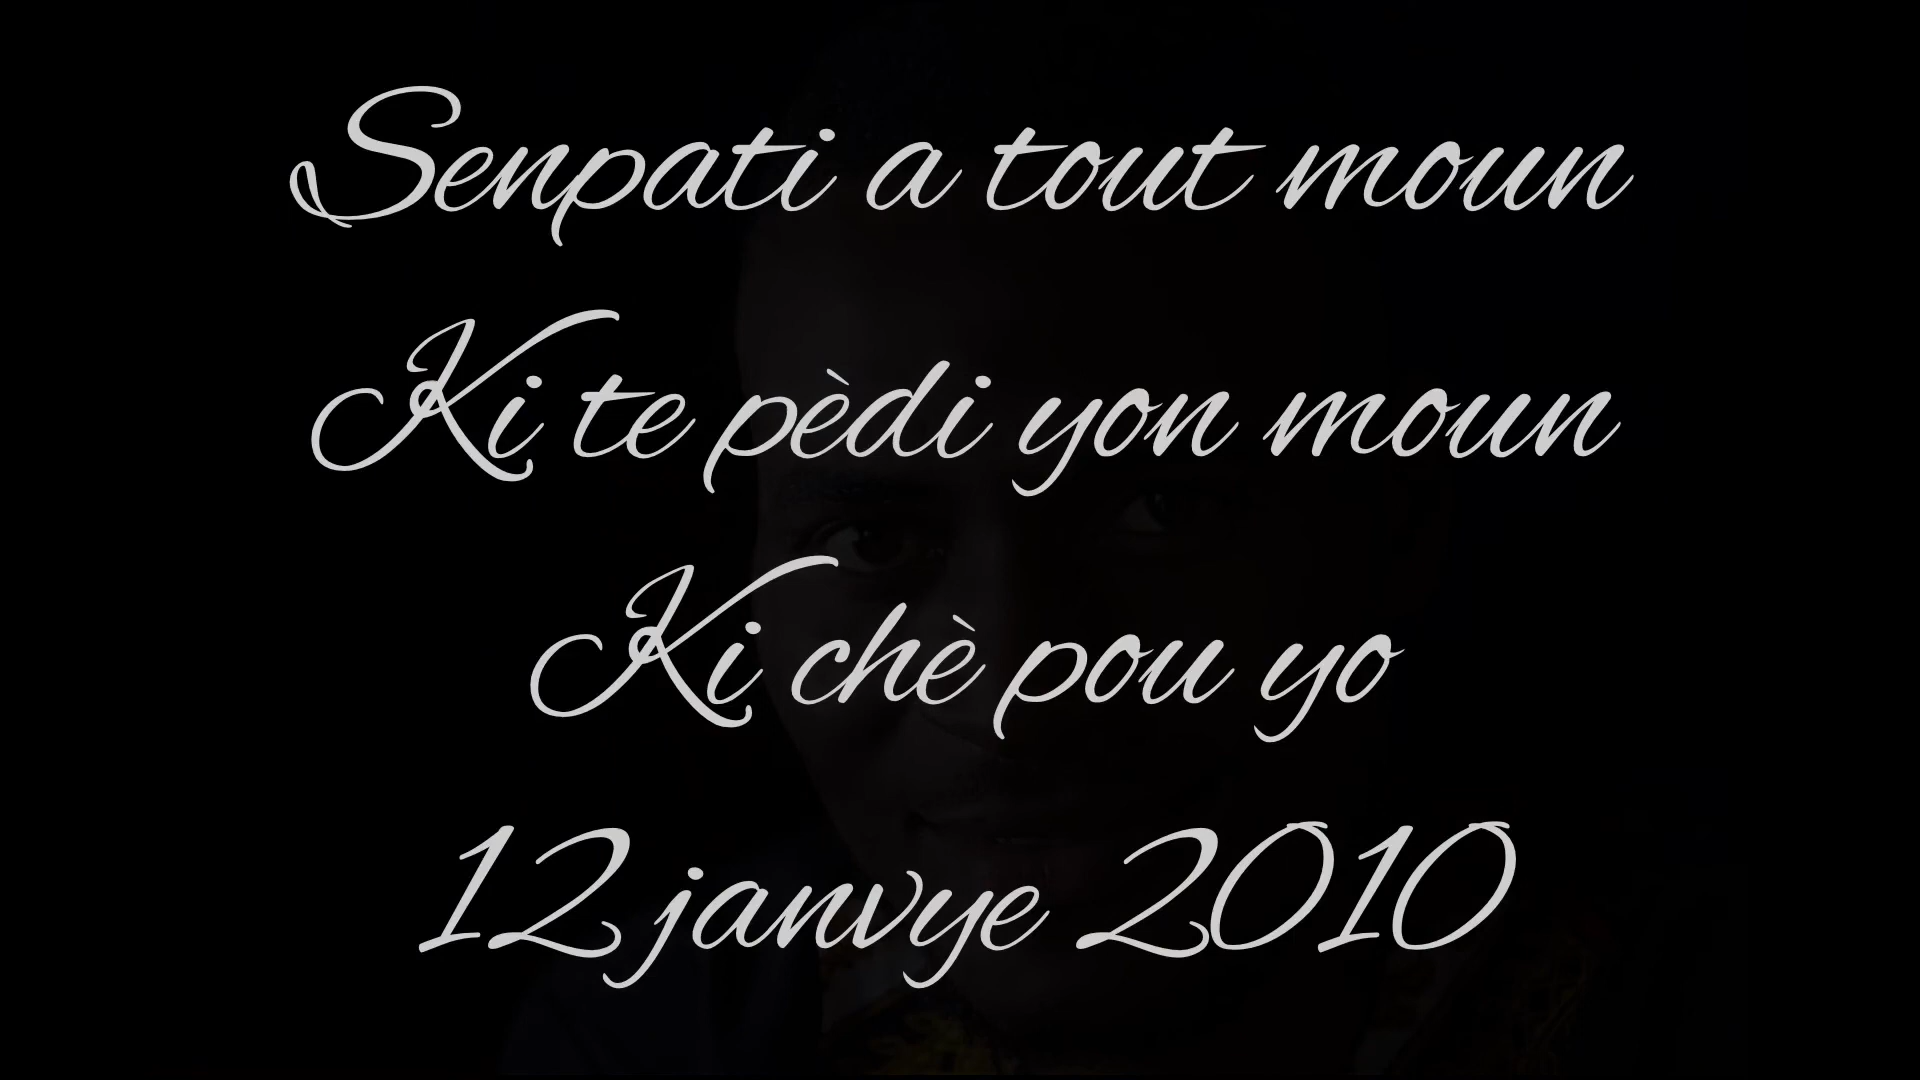 Senpati a tout moun
Ki te pèdi yon moun
Ki chè pou yo
12 janvye 2010